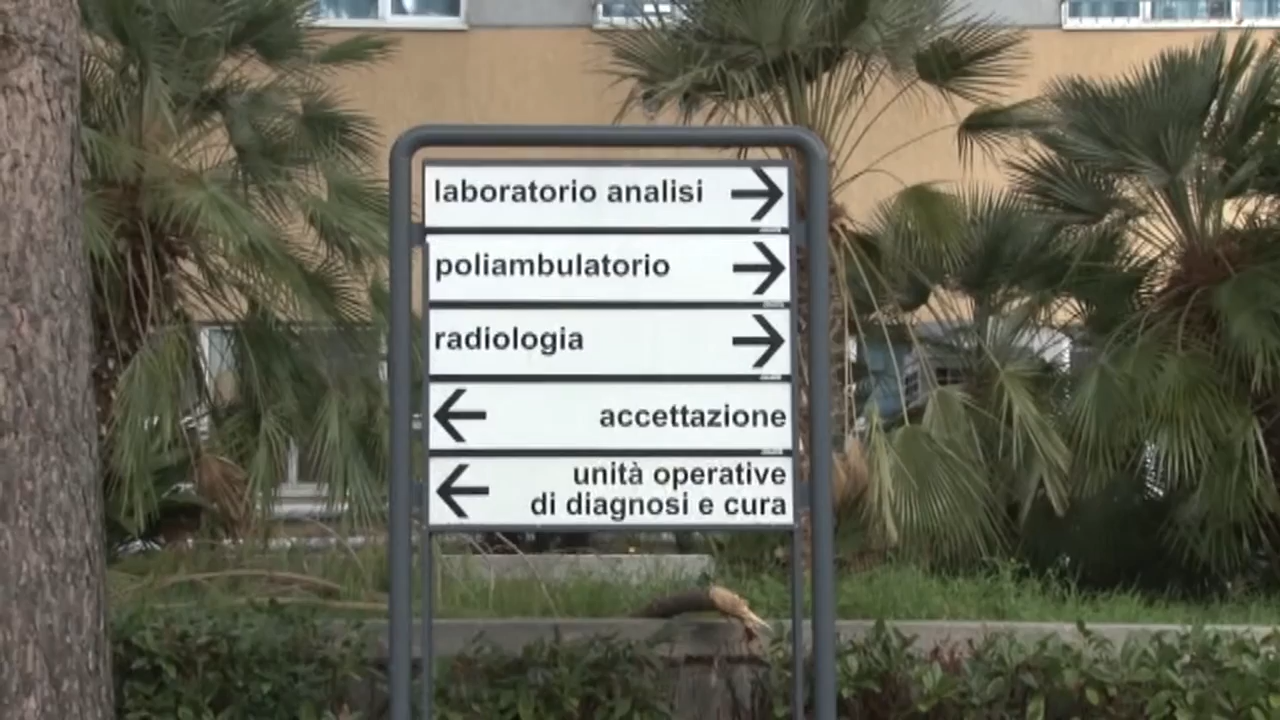 laboratorio analisi
poliambulatorio
radiologia
accettazione
unità operative
di diagnosi e cura